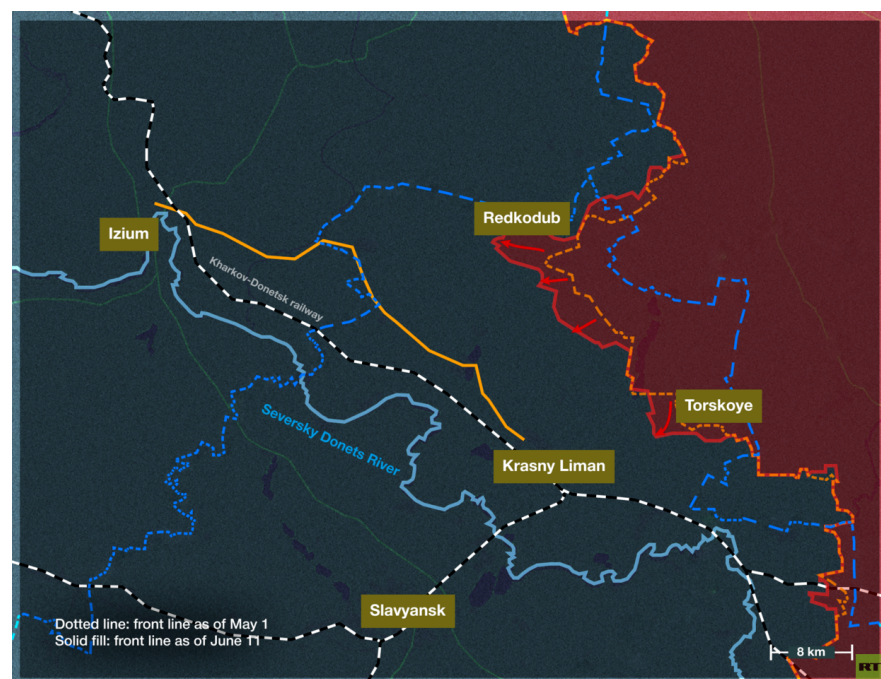 Redkodub
Izium
Kharkov-Donetsk railway
Torskoye
Seversky Donets River
Krasny Liman
Slavyansk
Dotted line: front line as of May 1
Solid fill: front line as of June 11
8 km
RT